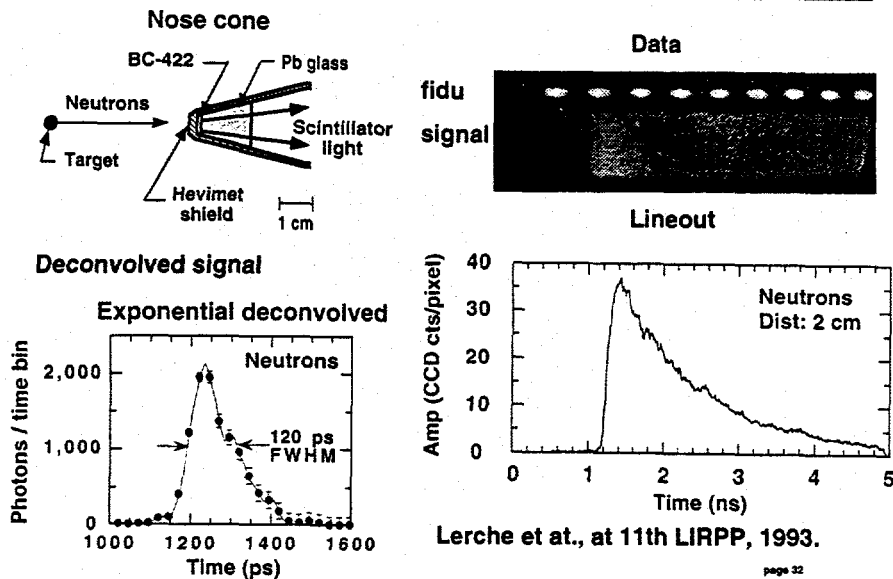 Nose cone
BC-422
Pb glass
Neutrons
Scintillator
light
Target
Hevimet
shield
1 cm
Data
fidu
signal
Lineout
Amp (CCD cts/pixel)
40
30
20
10
0
Neutrons
Dist: 2 cm
0 1 2 3 4 5
Time (ns)
Deconvolved signal
Exponential deconvolved
Photons / time bin
2,000
1,000
0
Neutrons
120 ps
FWHM
1000 1200 1400 1600
Time (ps)
Lerche et at., at 11th LIRPP, 1993.
page 32